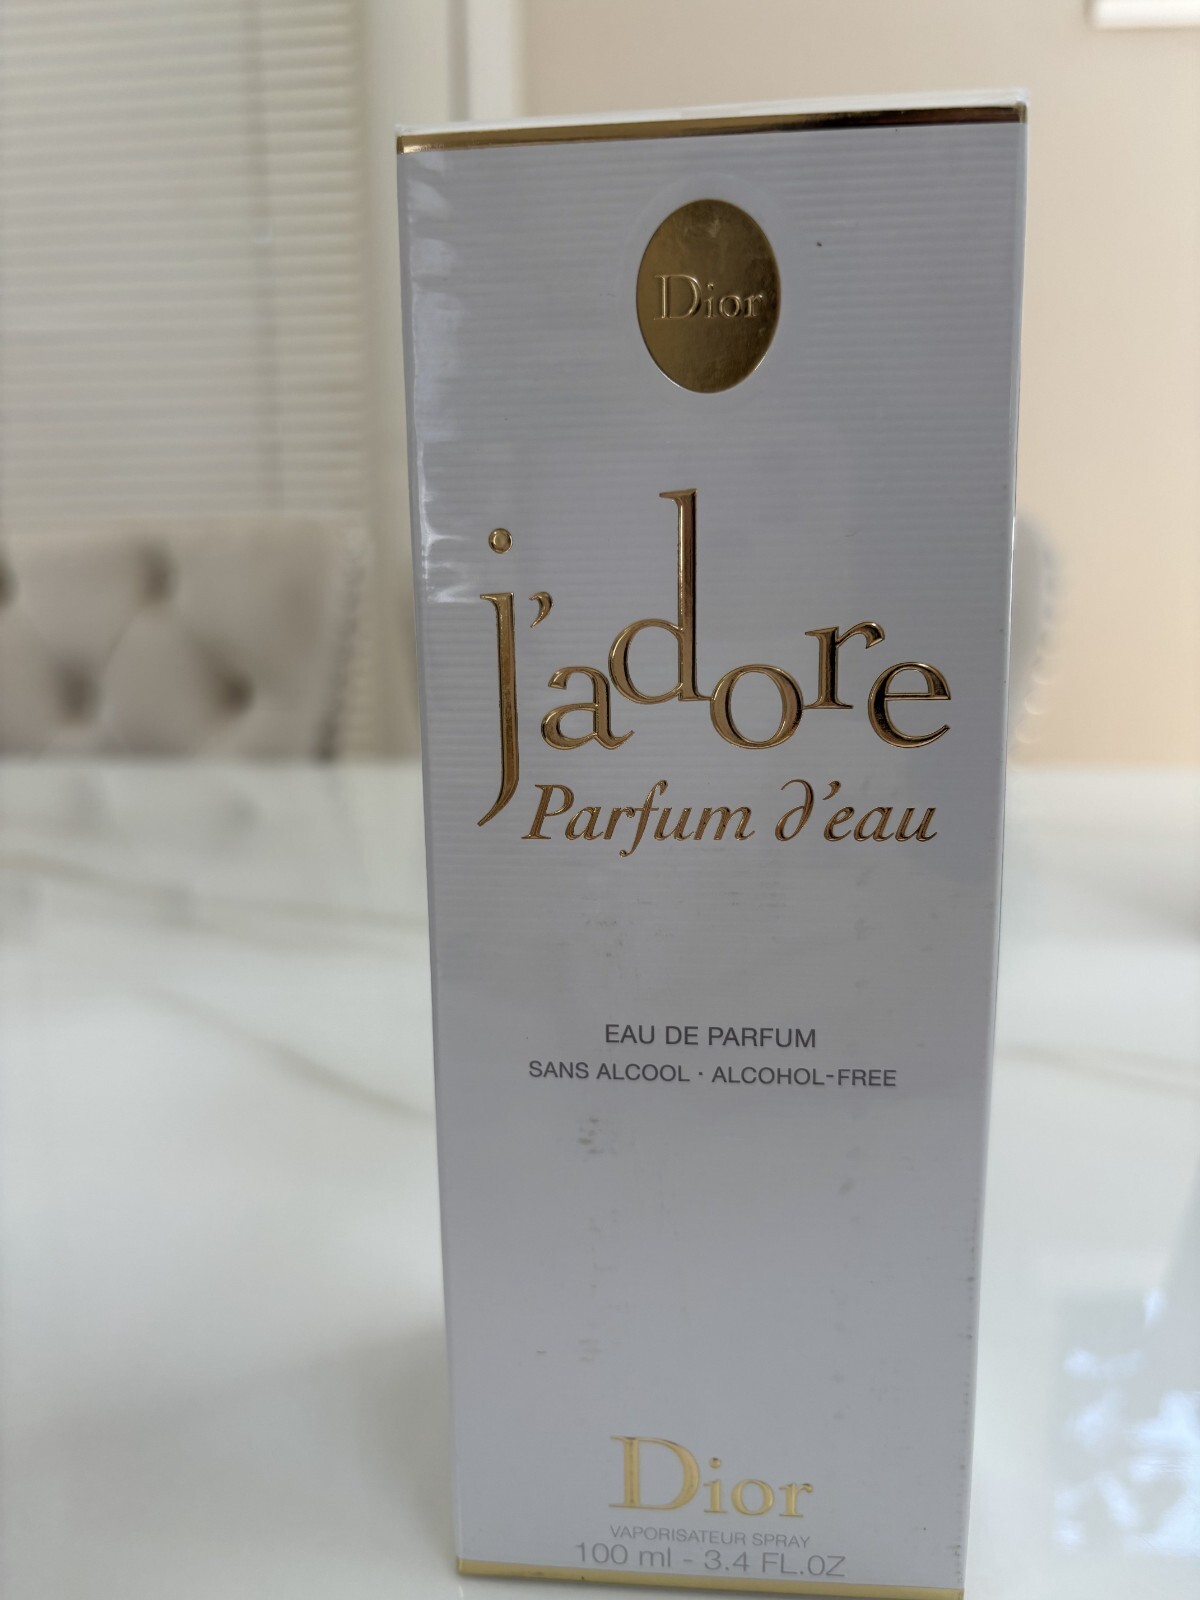 Dior
j'adore
Parfum d'eau
EAU DE PARFUM
SANS ALCOOL · ALCOHOL-FREE
Dior
VAPORISATEUR SPRAY
100 ml - 3.4 FL.OZ